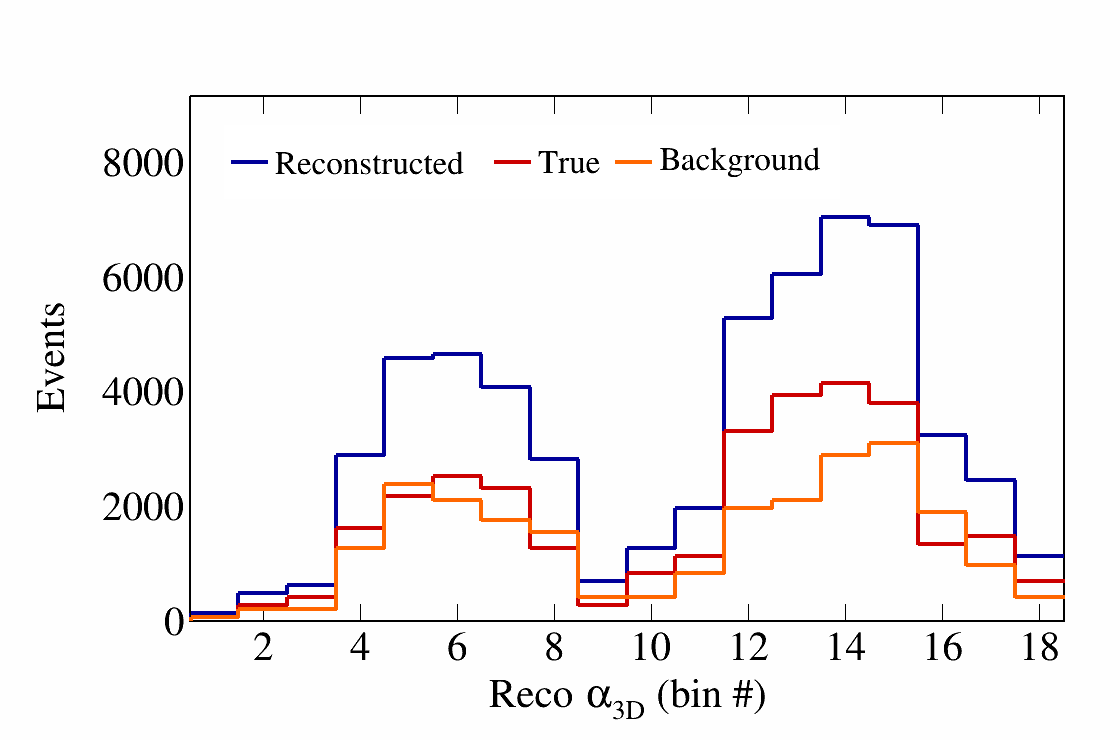 8000
6000
4000
2000
0
Events
Reconstructed True Background
2 4 6 8 10 12 14 16 18
Reco α3D (bin #)